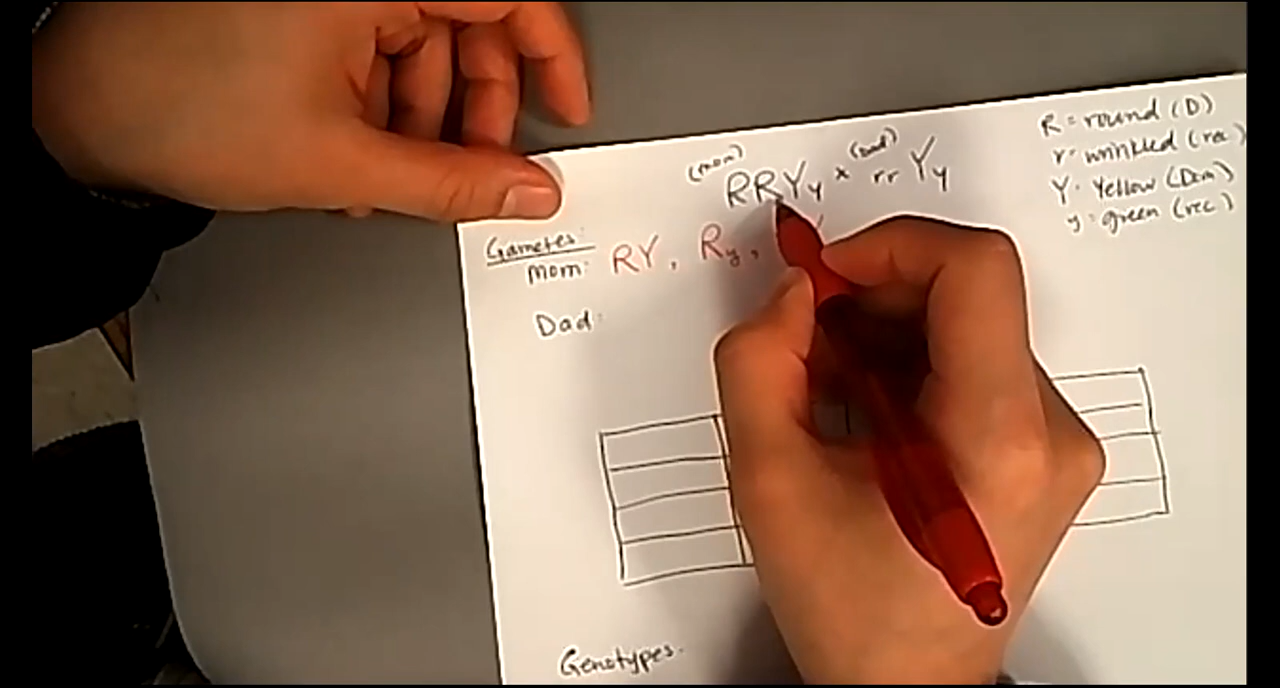 (mom) (Dad)
RRYy × rr Yy
R = round (D)
r = wrinkled (rec)
Y = Yellow (Dom)
y = green (rec)
Gametes:
Mom: RY, Ry,
Dad:
Genotypes: